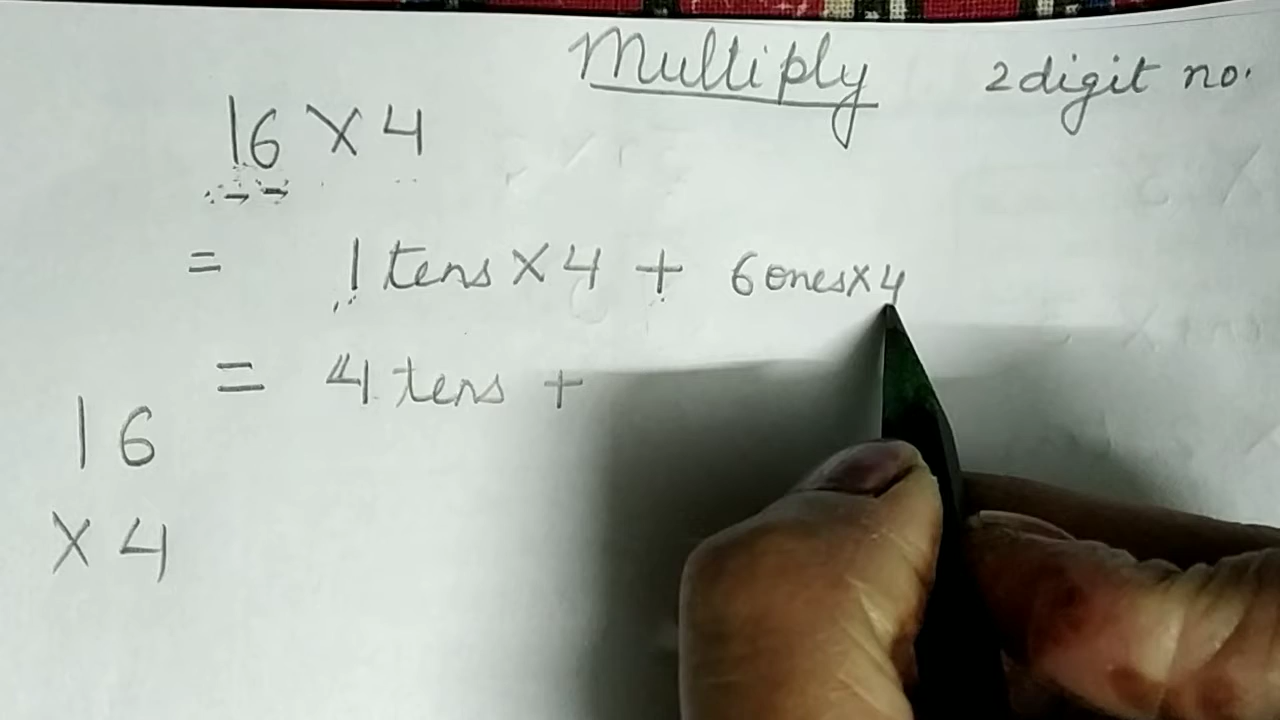 Multiply 2digit no.
16 × 4
= 1 tens × 4 + 6 ones × 4
= 4 tens +
16
× 4